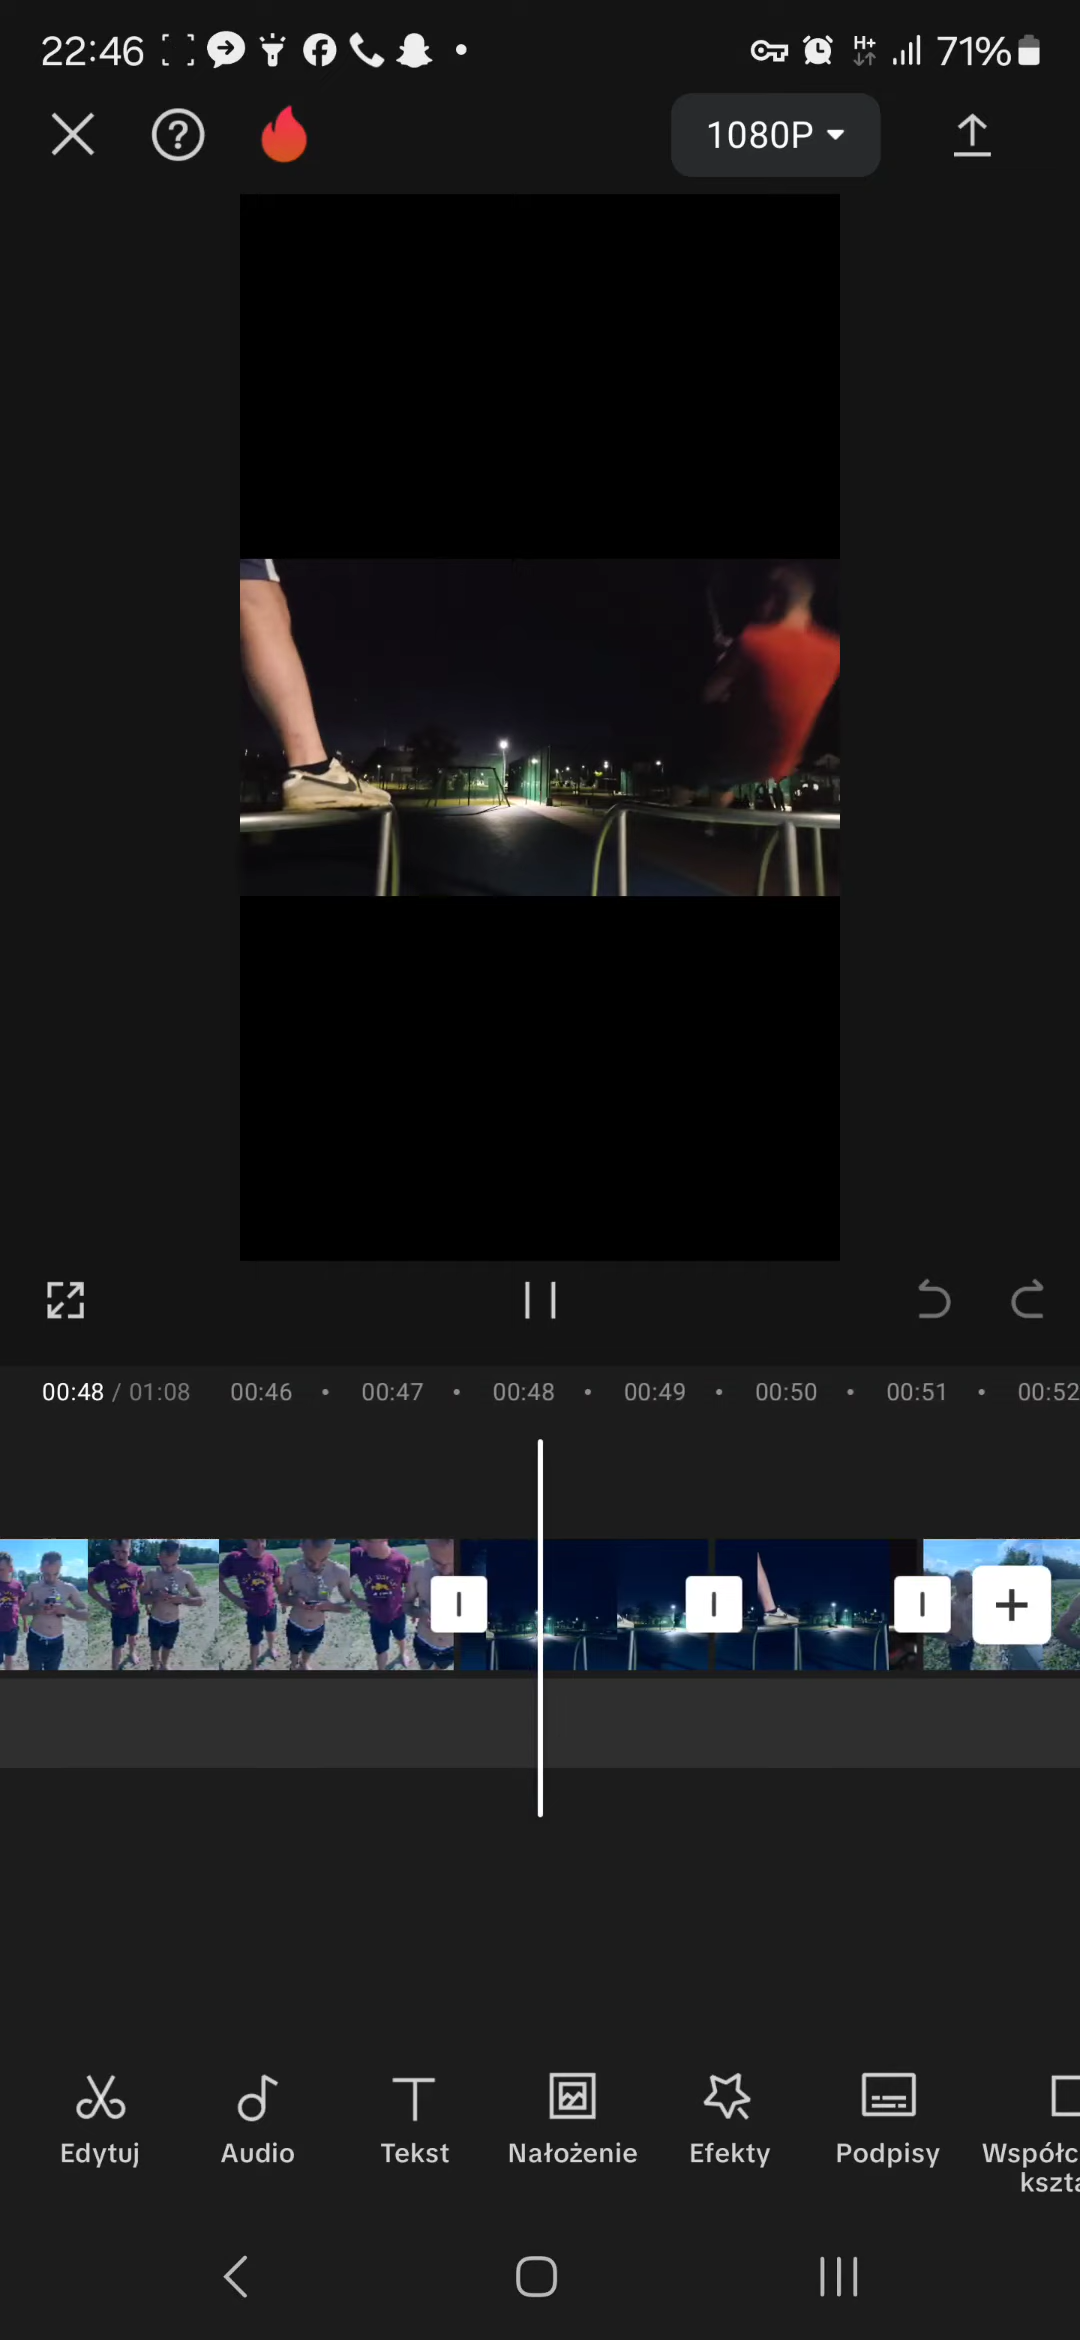 22:46
H+
71%
1080P
00:48 / 01:08 00:46 00:47 00:48 00:49 00:50 00:51 00:52
Edytuj Audio Tekst Nałożenie Efekty Podpisy Współc
kszta